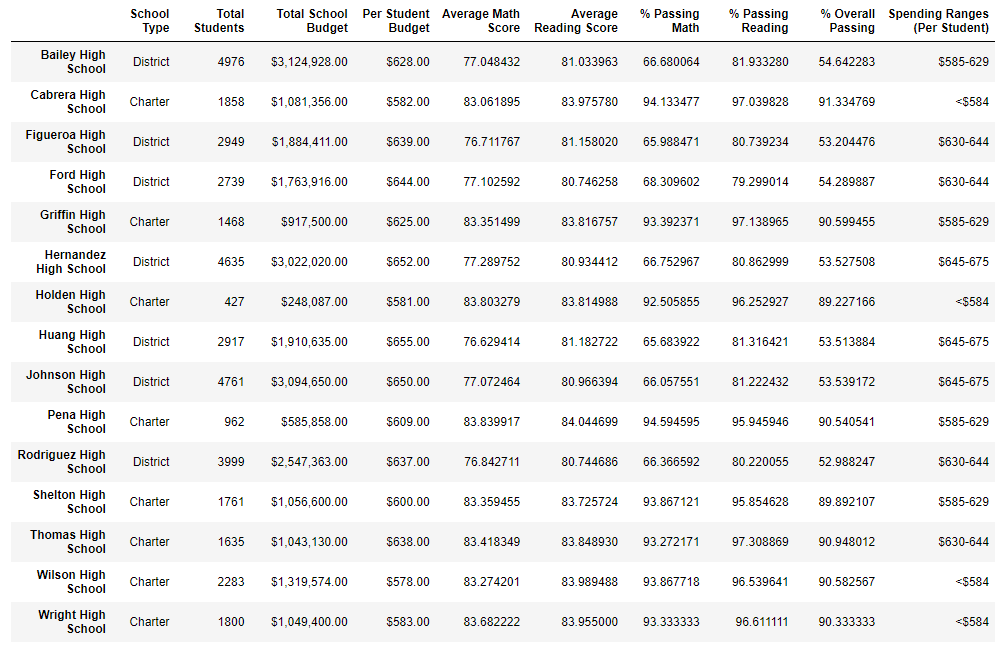 School Type Total Students Total School Budget Per Student Budget Average Math Score Average Reading Score % Passing Math % Passing Reading % Overall Passing Spending Ranges (Per Student)
Bailey High School District 4976 $3,124,928.00 $628.00 77.048432 81.033963 66.680064 81.933280 54.642283 $585-629
Cabrera High School Charter 1858 $1,081,356.00 $582.00 83.061895 83.975780 94.133477 97.039828 91.334769 <$584
Figueroa High School District 2949 $1,884,411.00 $639.00 76.711767 81.158020 65.988471 80.739234 53.204476 $630-644
Ford High School District 2739 $1,763,916.00 $644.00 77.102592 80.746258 68.309602 79.299014 54.289887 $630-644
Griffin High School Charter 1468 $917,500.00 $625.00 83.351499 83.816757 93.392371 97.138965 90.599455 $585-629
Hernandez High School District 4635 $3,022,020.00 $652.00 77.289752 80.934412 66.752967 80.862999 53.527508 $645-675
Holden High School Charter 427 $248,087.00 $581.00 83.803279 83.814988 92.505855 96.252927 89.227166 <$584
Huang High School District 2917 $1,910,635.00 $655.00 76.629414 81.182722 65.683922 81.316421 53.513884 $645-675
Johnson High School District 4761 $3,094,650.00 $650.00 77.072464 80.966394 66.057551 81.222432 53.539172 $645-675
Pena High School Charter 962 $585,858.00 $609.00 83.839917 84.044699 94.594595 95.945946 90.540541 $585-629
Rodriguez High School District 3999 $2,547,363.00 $637.00 76.842711 80.744686 66.366592 80.220055 52.988247 $630-644
Shelton High School Charter 1761 $1,056,600.00 $600.00 83.359455 83.725724 93.867121 95.854628 89.892107 $585-629
Thomas High School Charter 1635 $1,043,130.00 $638.00 83.418349 83.848930 93.272171 97.308869 90.948012 $630-644
Wilson High School Charter 2283 $1,319,574.00 $578.00 83.274201 83.989488 93.867718 96.539641 90.582567 <$584
Wright High School Charter 1800 $1,049,400.00 $583.00 83.682222 83.955000 93.333333 96.611111 90.333333 <$584